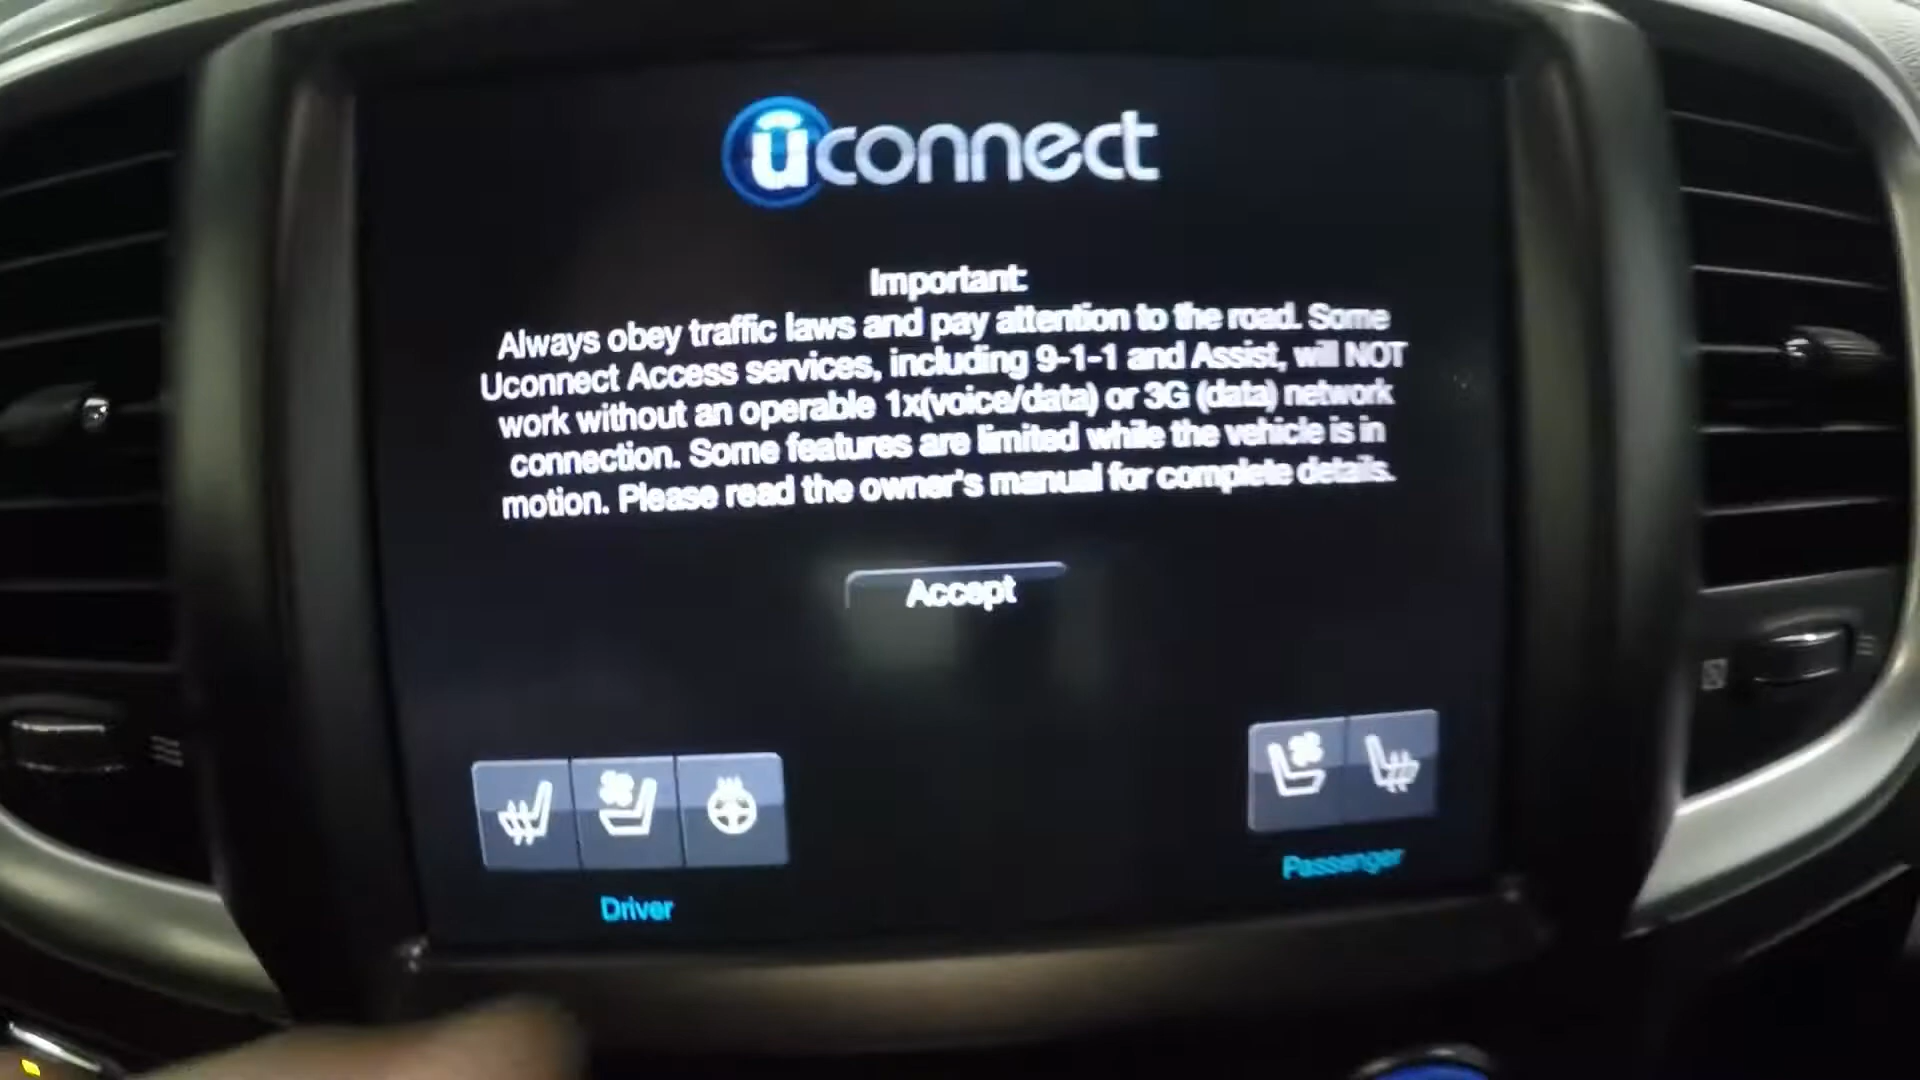 uconnect
Important:
Always obey traffic laws and pay attention to the road. Some
Uconnect Access services, including 9-1-1 and Assist, will NOT
work without an operable 1x(voice/data) or 3G (data) network
connection. Some features are limited while the vehicle is in
motion. Please read the owner's manual for complete details.
Accept
Driver
Passenger